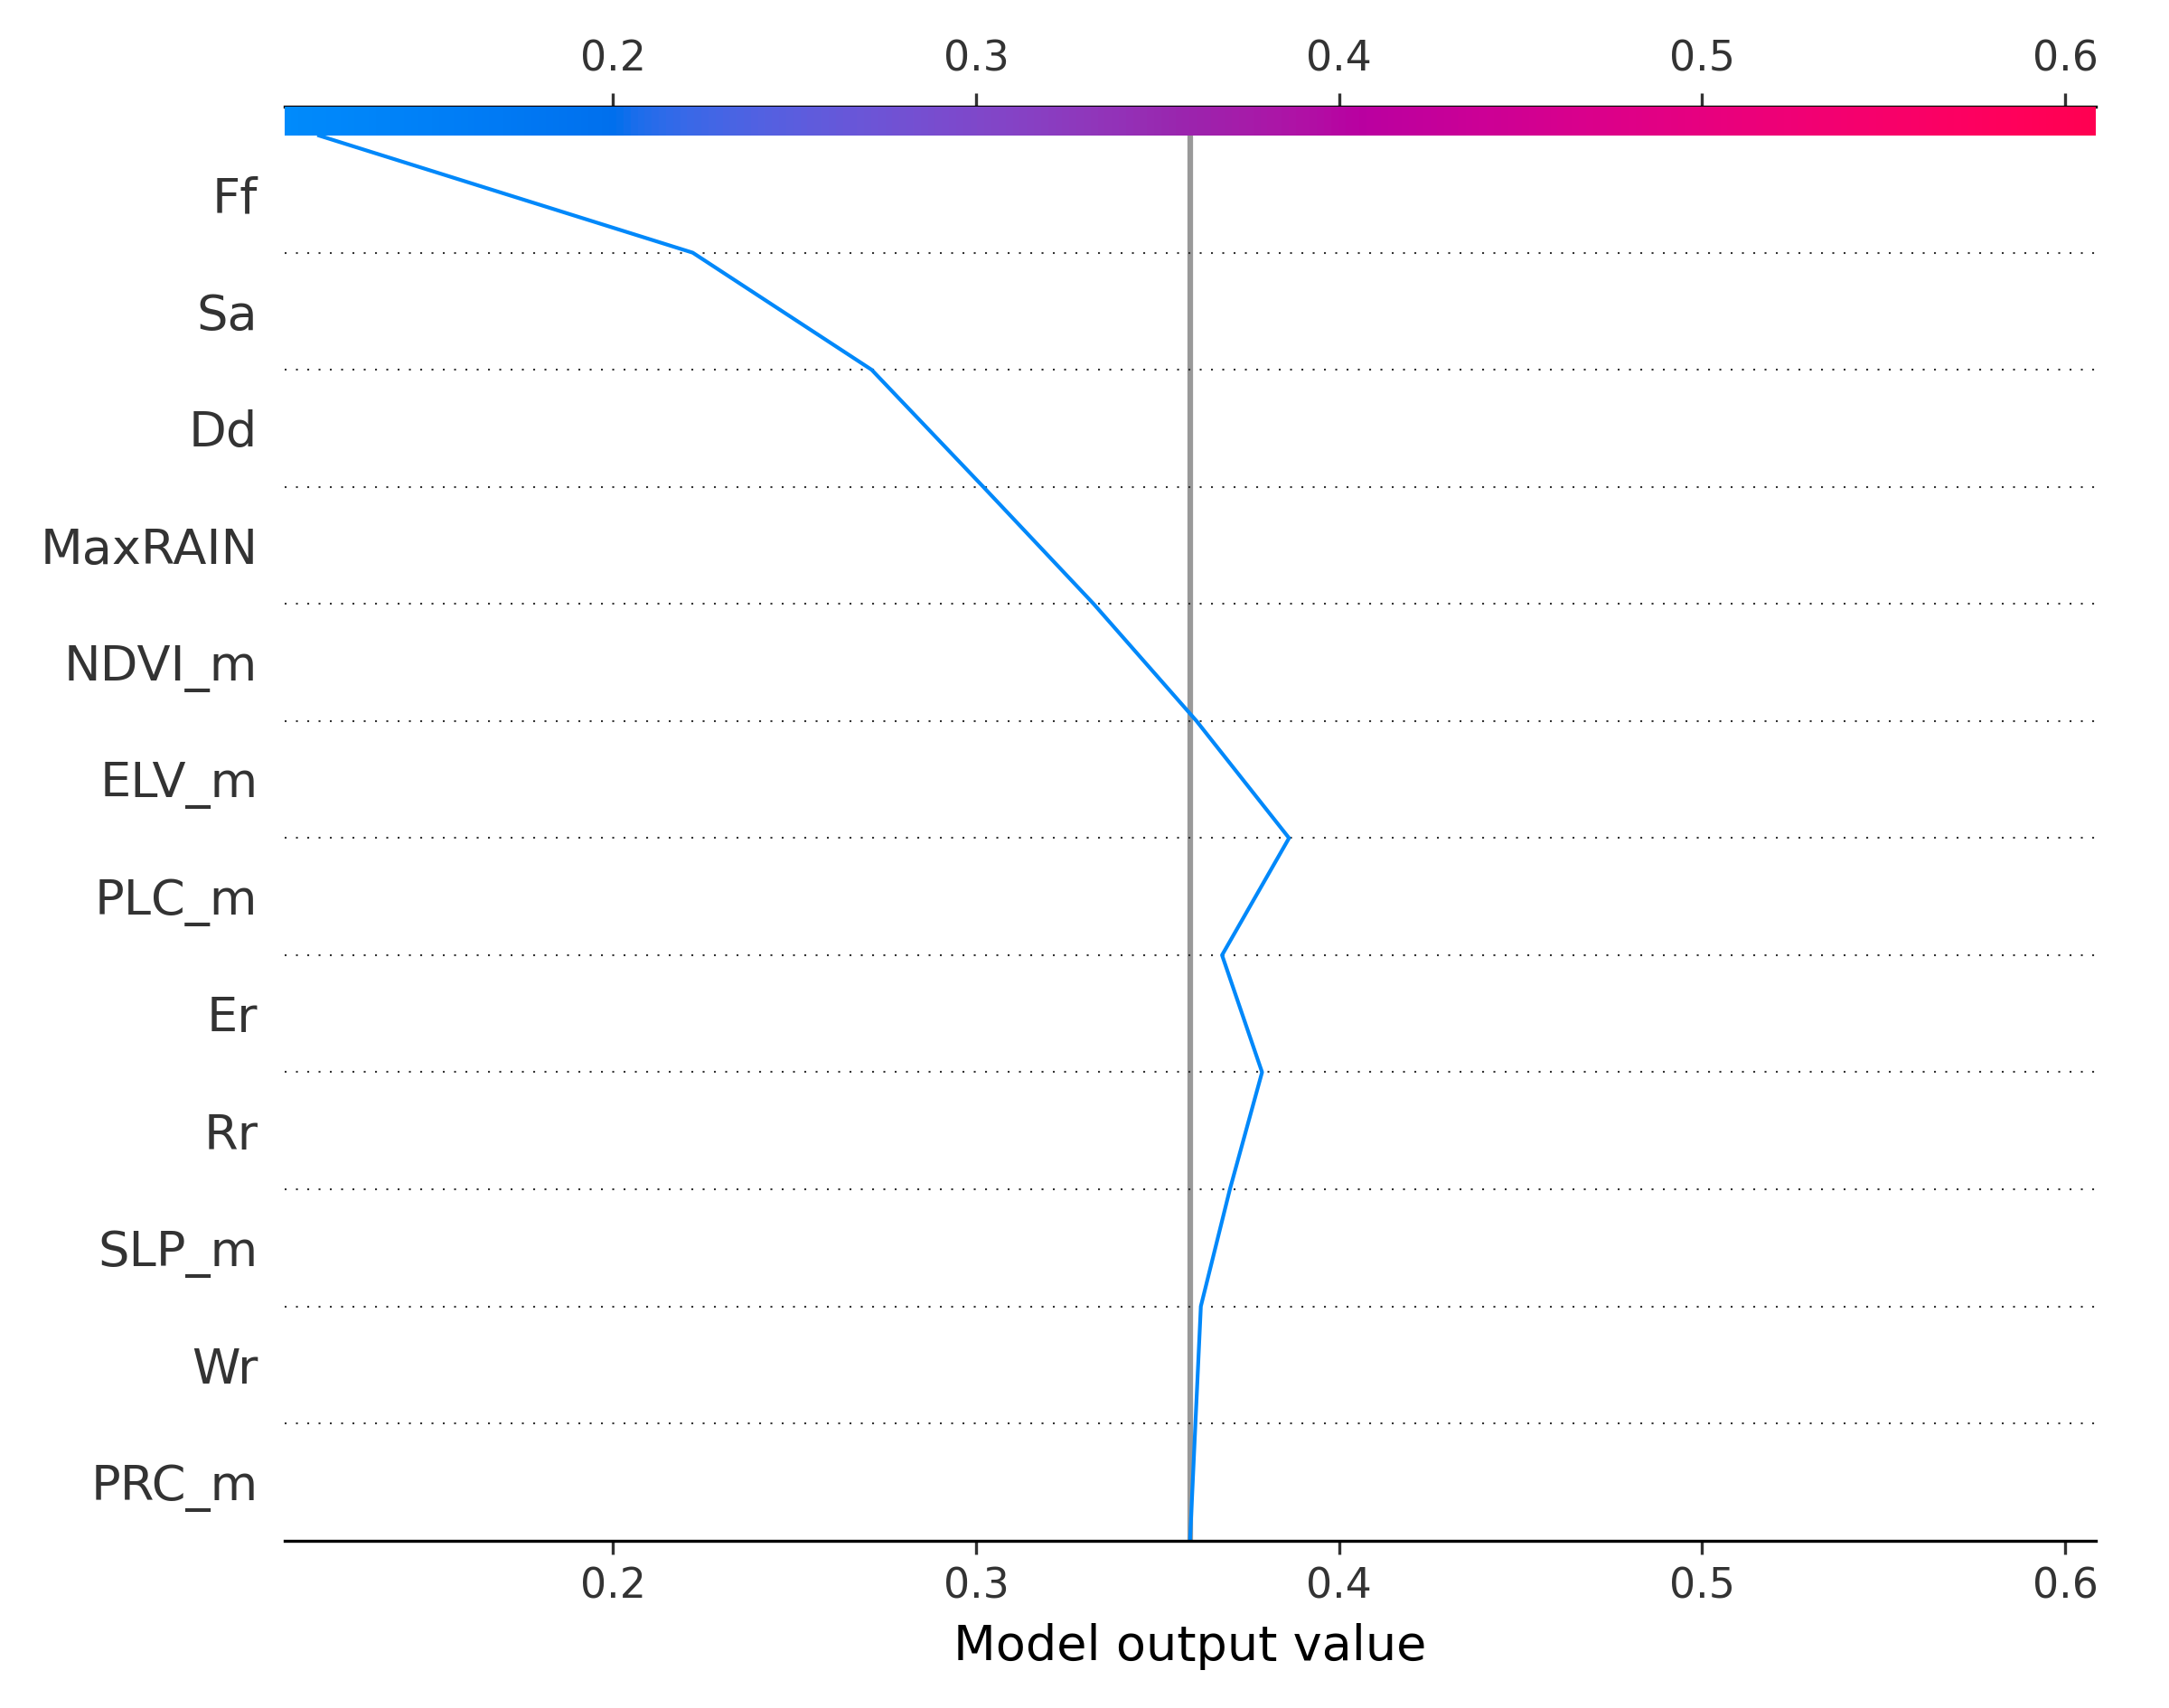 0.2 0.3 0.4 0.5 0.6
Ff
Sa
Dd
MaxRAIN
NDVI_m
ELV_m
PLC_m
Er
Rr
SLP_m
Wr
PRC_m
0.2 0.3 0.4 0.5 0.6
Model output value